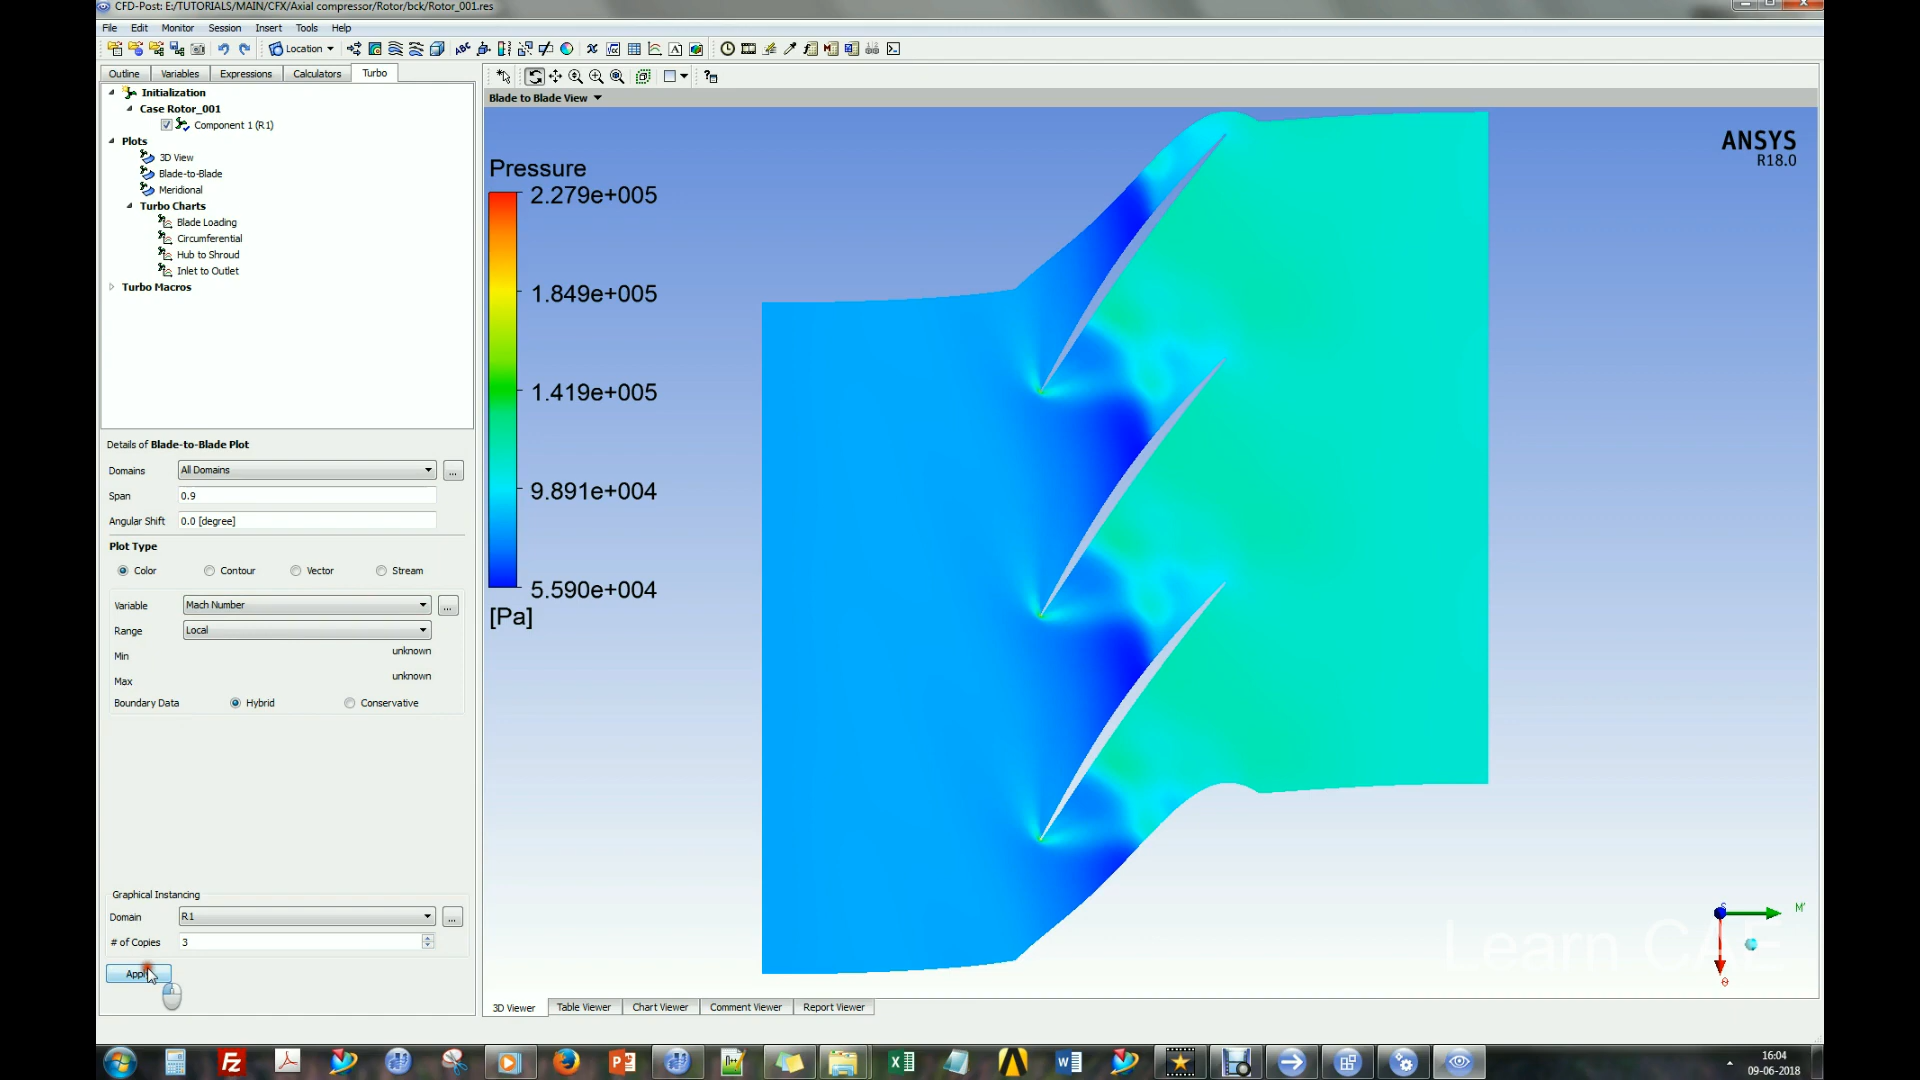 CFD-Post: E:/TUTORIALS/MAIN/CFX/Axial compressor/Rotor/bck/Rotor_001.res
File Edit Monitor Session Insert Tools Help
Location
Outline Variables Expressions Calculators Turbo
Initialization
Case Rotor_001
Component 1 (R1)
Plots
3D View
Blade-to-Blade
Meridional
Turbo Charts
Blade Loading
Circumferential
Hub to Shroud
Inlet to Outlet
Turbo Macros
Details of Blade-to-Blade Plot
Domains All Domains ...
Span 0.9
Angular Shift 0.0 [degree]
Plot Type
Color Contour Vector Stream
Variable Mach Number ...
Range Local
Min unknown
Max unknown
Boundary Data Hybrid Conservative
Graphical Instancing
Domain R1 ...
# of Copies 3
Blade to Blade View
Pressure
2.279e+005
1.849e+005
1.419e+005
9.891e+004
5.590e+004
[Pa]
ANSYS
R18.0
Learn CAE
M'
3D Viewer Table Viewer Chart Viewer Comment Viewer Report Viewer
16:04
09-06-2018